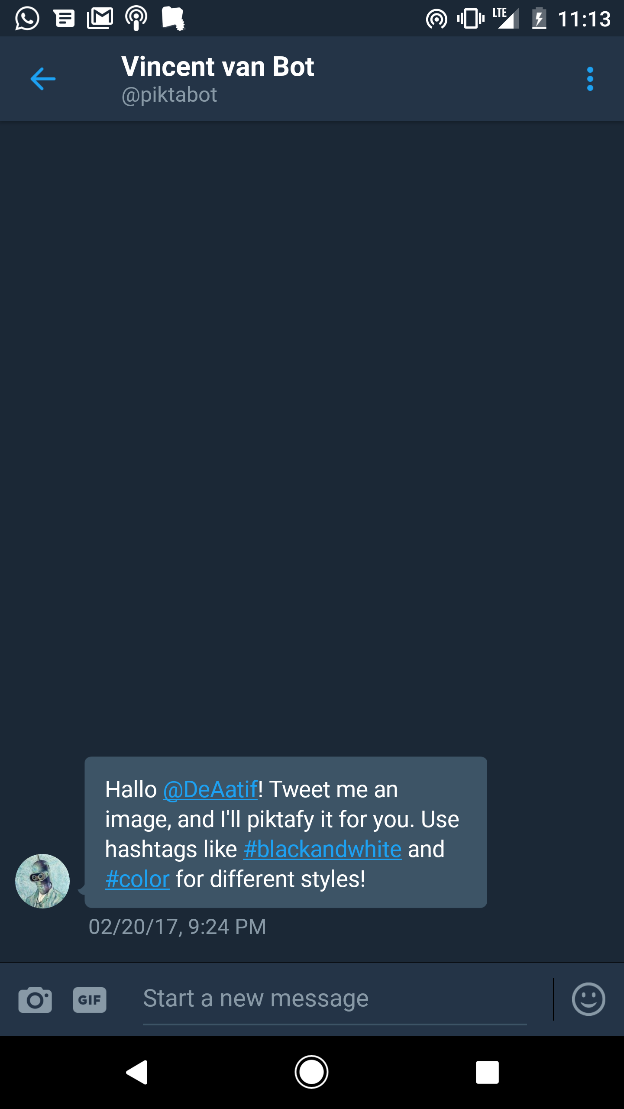 LTE 11:13
Vincent van Bot
@piktabot
Hallo @DeAatif! Tweet me an
image, and I'll piktafy it for you. Use
hashtags like #blackandwhite and
#color for different styles!
02/20/17, 9:24 PM
GIF Start a new message